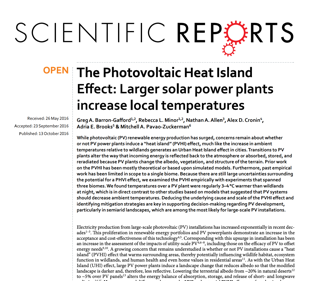 SCIENTIFIC REPORTS
OPEN
The Photovoltaic Heat Island
Effect: Larger solar power plants
increase local temperatures
Received: 26 May 2016
Accepted: 23 September 2016
Published: 13 October 2016
Greg A. Barron-Gafford1,2, Rebecca L. Minor1,2, Nathan A. Allen3, Alex D. Cronin4,
Adria E. Brooks5 & Mitchell A. Pavao-Zuckerman6
While photovoltaic (PV) renewable energy production has surged, concerns remain about whether
or not PV power plants induce a "heat island" (PVHI) effect, much like the increase in ambient
temperatures relative to wildlands generates an Urban Heat Island effect in cities. Transitions to PV
plants alter the way that incoming energy is reflected back to the atmosphere or absorbed, stored, and
reradiated because PV plants change the albedo, vegetation, and structure of the terrain. Prior work
on the PVHI has been mostly theoretical or based upon simulated models. Furthermore, past empirical
work has been limited in scope to a single biome. Because there are still large uncertainties surrounding
the potential for a PHVI effect, we examined the PVHI empirically with experiments that spanned
three biomes. We found temperatures over a PV plant were regularly 3–4 °C warmer than wildlands
at night, which is in direct contrast to other studies based on models that suggested that PV systems
should decrease ambient temperatures. Deducing the underlying cause and scale of the PVHI effect and
identifying mitigation strategies are key in supporting decision-making regarding PV development,
particularly in semiarid landscapes, which are among the most likely for large-scale PV installations.
Electricity production from large-scale photovoltaic (PV) installations has increased exponentially in recent dec-
ades. This proliferation in renewable energy portfolios and PV powerplants demonstrate an increase in the
acceptance and cost-effectiveness of this technology. Corresponding with this upsurge in installation has been
an increase in the assessment of the impacts of utility-scale PV, including those on the efficacy of PV to offset
energy needs. A growing concern that remains understudied is whether or not PV installations cause a "heat
island" (PVHI) effect that warms surrounding areas, thereby potentially influencing wildlife habitat, ecosystem
function in wildlands, and human health and even home values in residential areas. As with the Urban Heat
Island (UHI) effect, large PV power plants induce a landscape change that reduces albedo so that the modified
landscape is darker and, therefore, less reflective. Lowering the terrestrial albedo from ~20% in natural deserts
to ~5% over PV panels alters the energy balance of absorption, storage, and release of short- and longwave